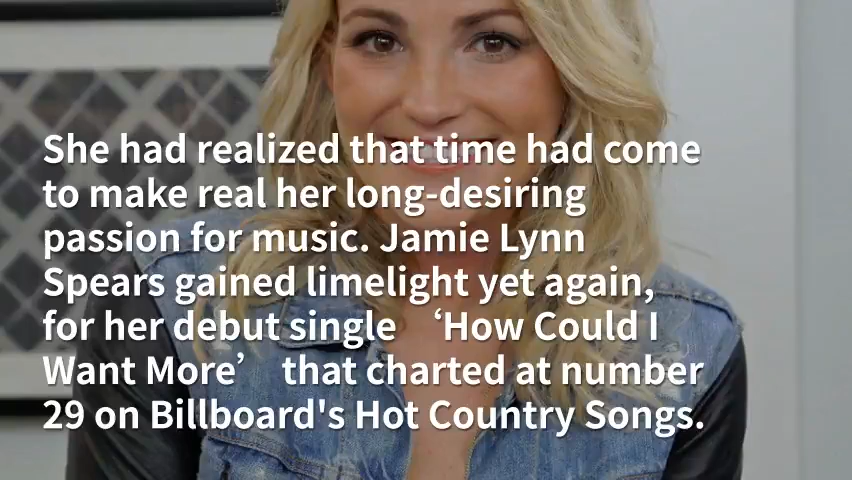 She had realized that time had come
to make real her long-desiring
passion for music. Jamie Lynn
Spears gained limelight yet again,
for her debut single ‘How Could I
Want More’ that charted at number
29 on Billboard's Hot Country Songs.